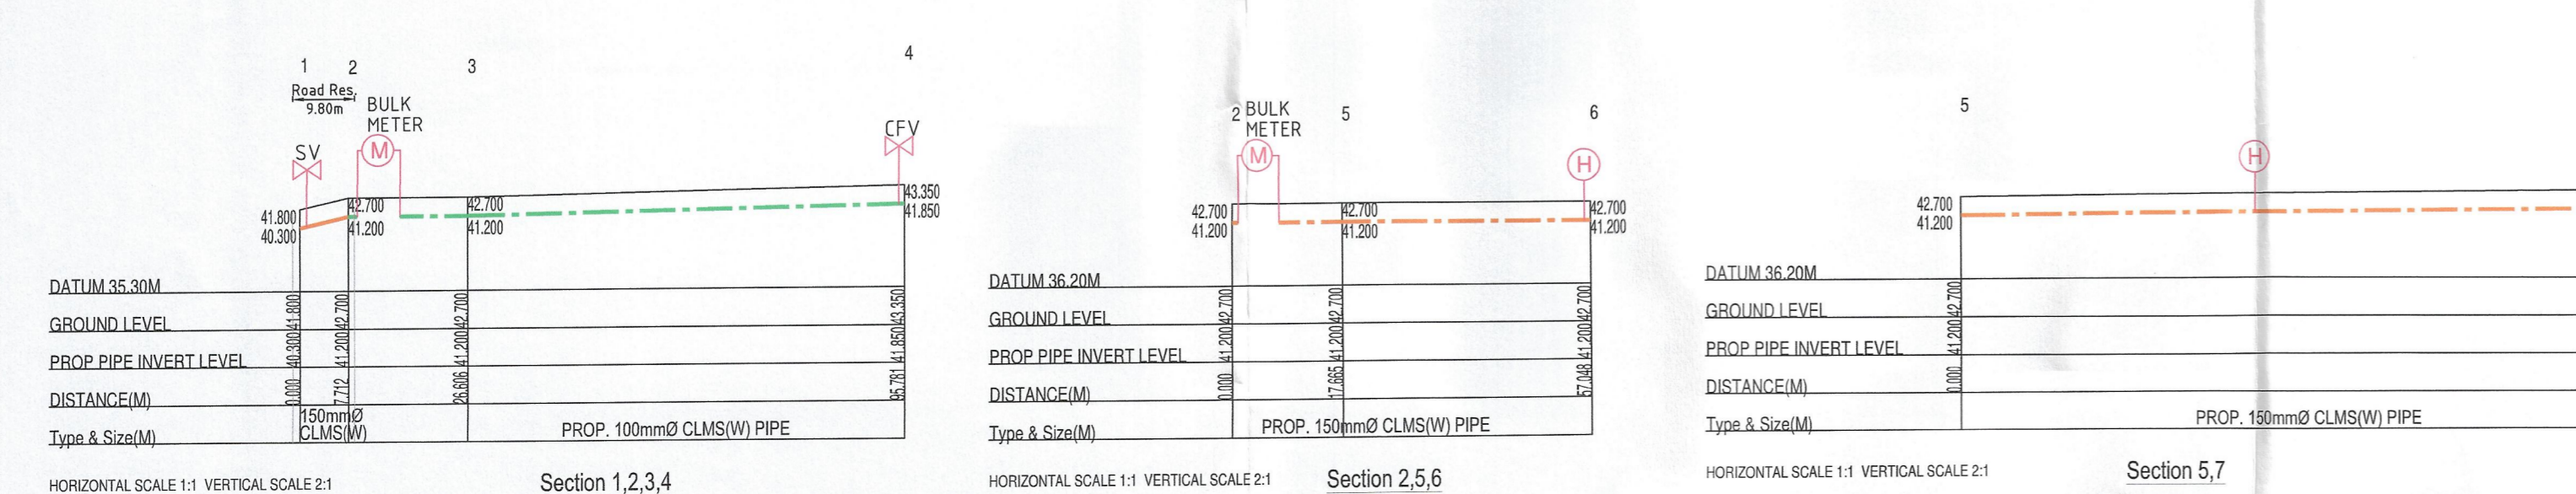 1 2 3 4
Road Res.
9.80m
BULK
METER
SV
M
CFV
41.800
40.300
42.700
41.200
42.700
41.200
43.350
41.850
DATUM 35.30M
GROUND LEVEL
41.800 42.700 42.700 43.350
PROP PIPE INVERT LEVEL
40.300 41.200 41.200 41.850
DISTANCE(M)
0.000 7.712 26.606 95.781
Type & Size(M)
150mmØ
CLMS(W)
PROP. 100mmØ CLMS(W) PIPE
HORIZONTAL SCALE 1:1 VERTICAL SCALE 2:1
Section 1,2,3,4
2 5 6
BULK
METER
M
H
42.700
41.200
42.700
41.200
42.700
41.200
DATUM 36.20M
GROUND LEVEL
42.700 42.700 42.700
PROP PIPE INVERT LEVEL
41.200 41.200 41.200
DISTANCE(M)
0.000 17.665 57.048
Type & Size(M)
PROP. 150mmØ CLMS(W) PIPE
HORIZONTAL SCALE 1:1 VERTICAL SCALE 2:1
Section 2,5,6
5
H
42.700
41.200
DATUM 36.20M
GROUND LEVEL
42.700
PROP PIPE INVERT LEVEL
41.200
DISTANCE(M)
0.000
Type & Size(M)
PROP. 150mmØ CLMS(W) PIPE
HORIZONTAL SCALE 1:1 VERTICAL SCALE 2:1
Section 5,7